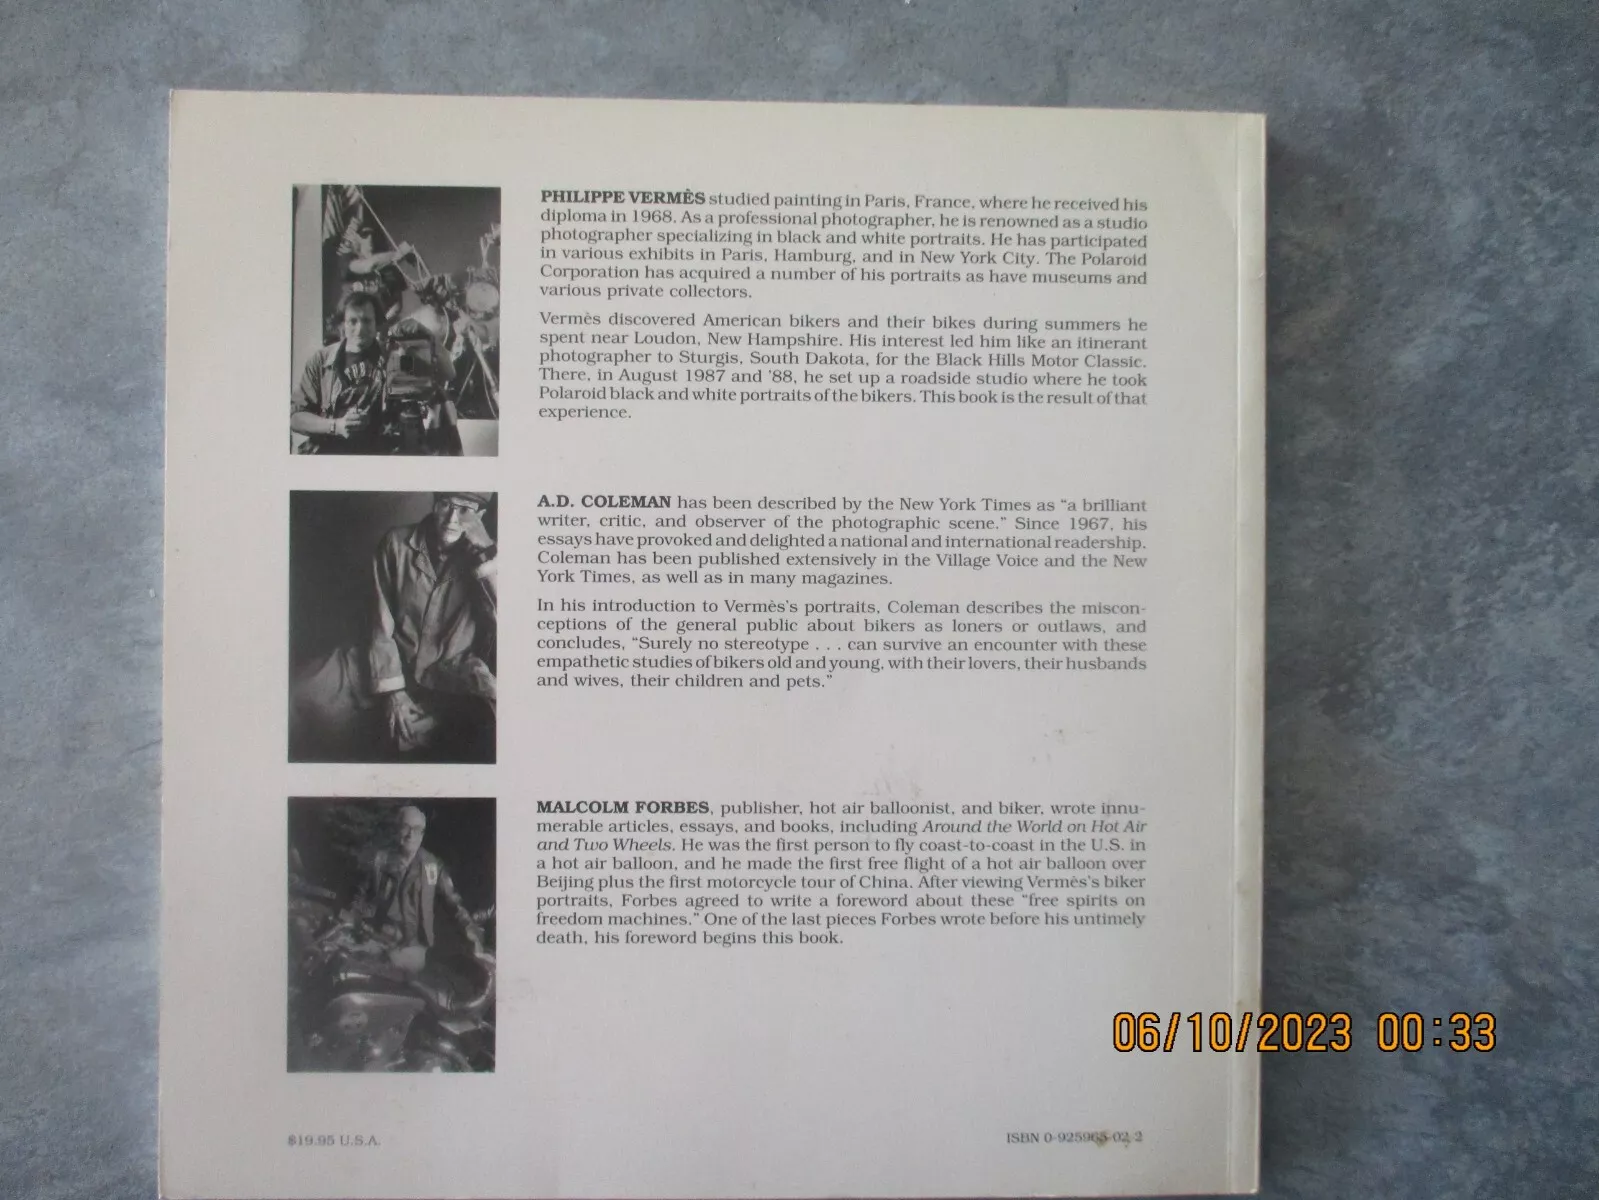 PHILIPPE VERMÈS studied painting in Paris, France, where he received his
diploma in 1968. As a professional photographer, he is renowned as a studio
photographer specializing in black and white portraits. He has participated
in various exhibits in Paris, Hamburg, and in New York City. The Polaroid
Corporation has acquired a number of his portraits as have museums and
various private collectors.
Vermès discovered American bikers and their bikes during summers he
spent near Loudon, New Hampshire. His interest led him like an itinerant
photographer to Sturgis, South Dakota, for the Black Hills Motor Classic.
There, in August 1987 and '88, he set up a roadside studio where he took
Polaroid black and white portraits of the bikers. This book is the result of that
experience.
A.D. COLEMAN has been described by the New York Times as "a brilliant
writer, critic, and observer of the photographic scene." Since 1967, his
essays have provoked and delighted a national and international readership.
Coleman has been published extensively in the Village Voice and the New
York Times, as well as in many magazines.
In his introduction to Vermès's portraits, Coleman describes the miscon-
ceptions of the general public about bikers as loners or outlaws, and
concludes, "Surely no stereotype . . . can survive an encounter with these
empathetic studies of bikers old and young, with their lovers, their husbands
and wives, their children and pets."
MALCOLM FORBES, publisher, hot air balloonist, and biker, wrote innu-
merable articles, essays, and books, including Around the World on Hot Air
and Two Wheels. He was the first person to fly coast-to-coast in the U.S. in
a hot air balloon, and he made the first free flight of a hot air balloon over
Beijing plus the first motorcycle tour of China. After viewing Vermès's biker
portraits, Forbes agreed to write a foreword about these "free spirits on
freedom machines." One of the last pieces Forbes wrote before his untimely
death, his foreword begins this book.
06/10/2023 00:33
$19.95 U.S.A.
ISBN 0-925965-02-2